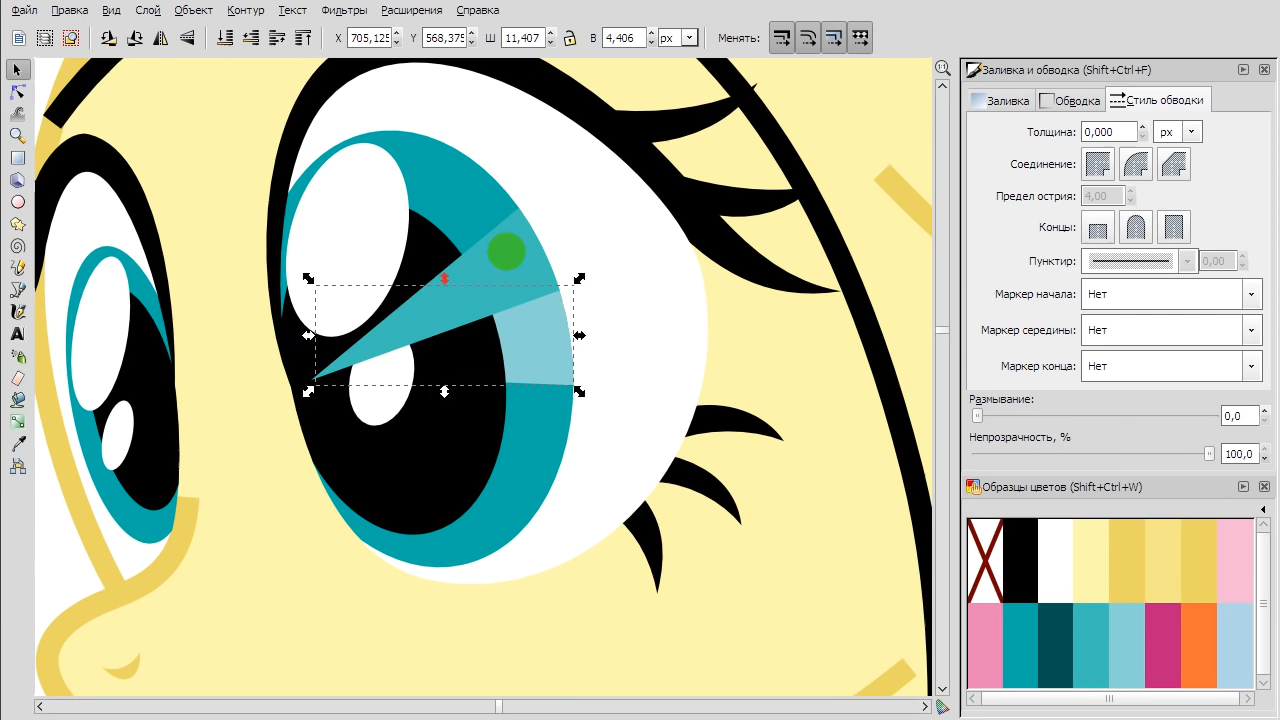 Файл Правка Вид Слой Объект Контур Текст Фильтры Расширения Справка
X 705,125 Y 568,375 Ш 11,407 В 4,406 px Менять:
Заливка и обводка (Shift+Ctrl+F)
Заливка Обводка Стиль обводки
Толщина: 0,000 px
Соединение:
Предел острия: 4,00
Концы:
Пунктир: 0,00
Маркер начала: Нет
Маркер середины: Нет
Маркер конца: Нет
Размывание:
0,0
Непрозрачность, %
100,0
Образцы цветов (Shift+Ctrl+W)